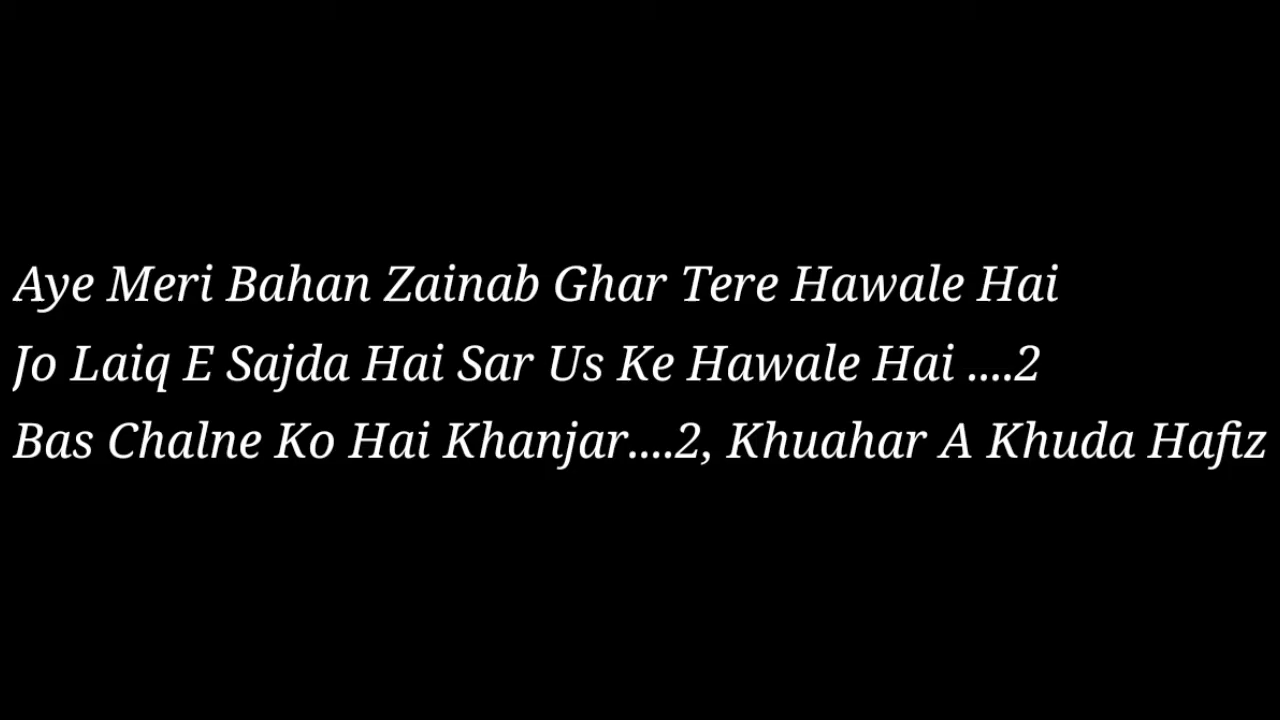 Aye Meri Bahan Zainab Ghar Tere Hawale Hai
Jo Laiq E Sajda Hai Sar Us Ke Hawale Hai ....2
Bas Chalne Ko Hai Khanjar....2, Khuahar A Khuda Hafiz